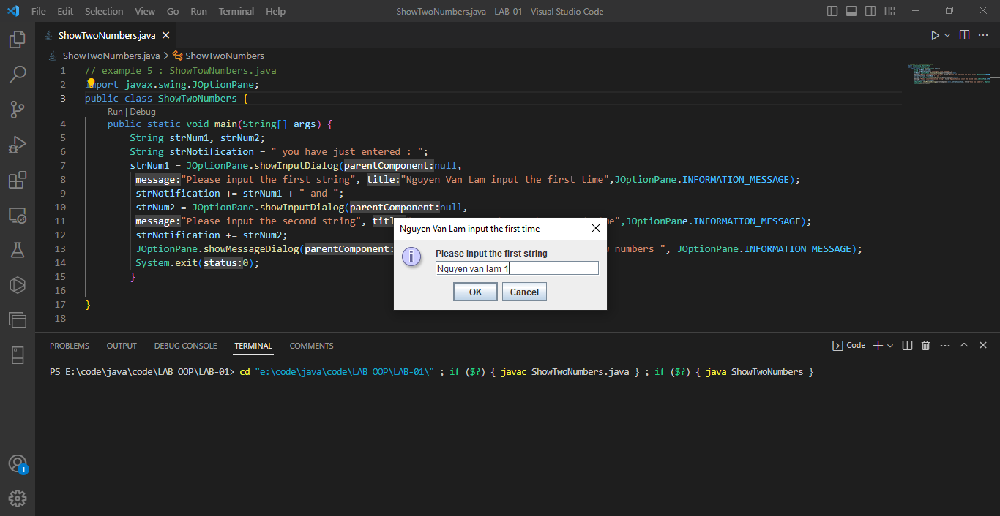 File Edit Selection View Go Run Terminal Help
ShowTwoNumbers.java - LAB-01 - Visual Studio Code
ShowTwoNumbers.java
ShowTwoNumbers.java > ShowTwoNumbers
1 // example 5 : ShowTowNumbers.java
2 import javax.swing.JOptionPane;
3 public class ShowTwoNumbers {
Run | Debug
4 public static void main(String[] args) {
5 String strNum1, strNum2;
6 String strNotification = " you have just entered : ";
7 strNum1 = JOptionPane.showInputDialog(parentComponent:null,
8 message:"Please input the first string", title:"Nguyen Van Lam input the first time",JOptionPane.INFORMATION_MESSAGE);
9 strNotification += strNum1 + " and ";
10 strNum2 = JOptionPane.showInputDialog(parentComponent:null,
11 message:"Please input the second string", ",JOptionPane.INFORMATION_MESSAGE);
12 strNotification += strNum2;
13 JOptionPane.showMessageDialog(parentComponent: numbers ", JOptionPane.INFORMATION_MESSAGE);
14 System.exit(status:0);
15 }
16
17 }
18
Nguyen Van Lam input the first time
Please input the first string
Nguyen van lam 1
OK Cancel
PROBLEMS OUTPUT DEBUG CONSOLE TERMINAL COMMENTS
Code
PS E:\code\java\code\LAB OOP\LAB-01> cd "e:\code\java\code\LAB OOP\LAB-01\" ; if ($?) { javac ShowTwoNumbers.java } ; if ($?) { java ShowTwoNumbers }
1